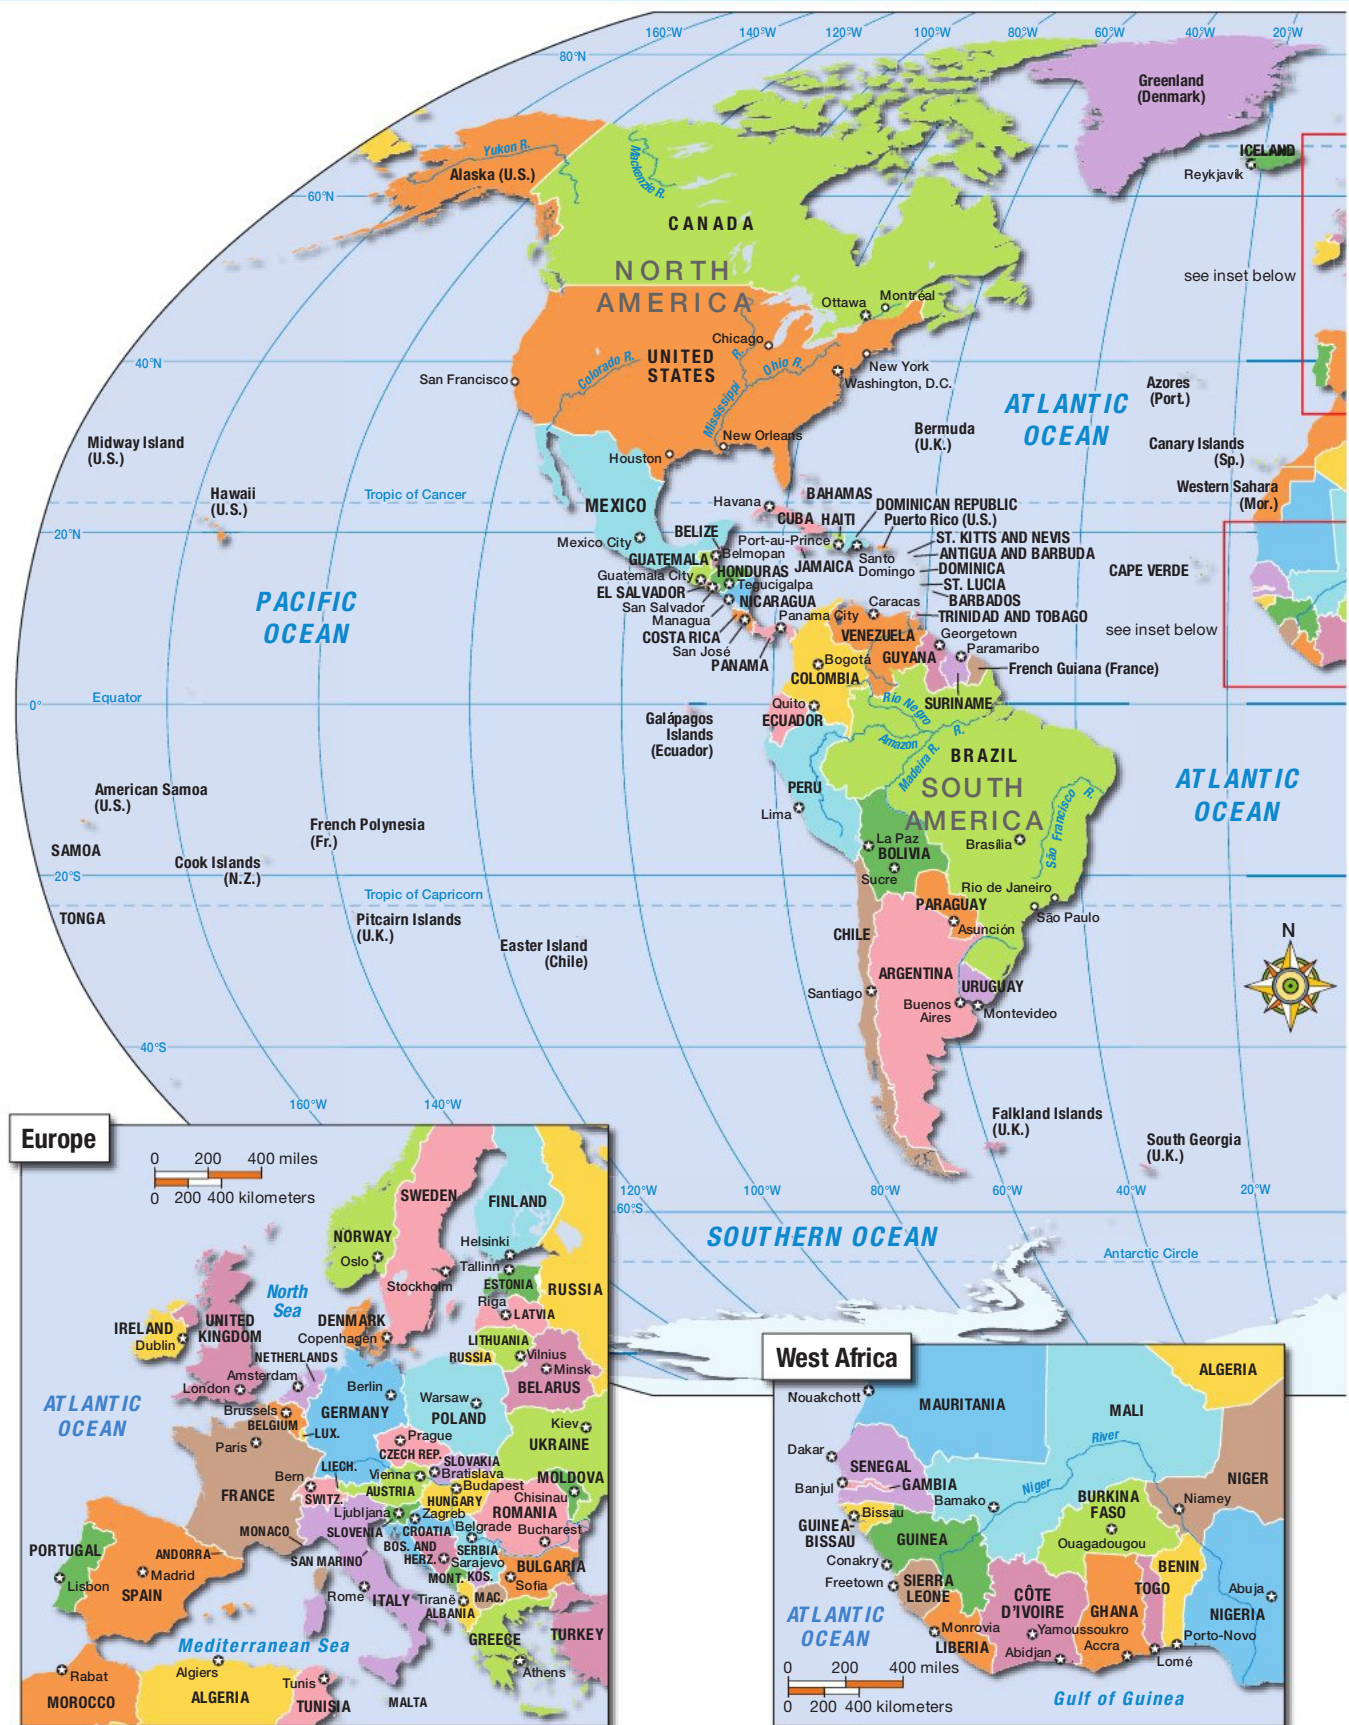 160°W
140°W
120°W
100°W
80°W
60°W
40°W
20°W
80°N
Greenland
(Denmark)
Yukon R.
Mackenzie R.
Alaska (U.S.)
ICELAND
Reykjavík
60°N
CANADA
NORTH
AMERICA
see inset below
Ottawa
Montréal
Chicago
40°N
San Francisco
Colorado R.
UNITED
STATES
Mississippi R.
Ohio R.
New York
Washington, D.C.
Azores
(Port.)
ATLANTIC
OCEAN
Midway Island
(U.S.)
Bermuda
(U.K.)
New Orleans
Houston
Canary Islands
(Sp.)
Western Sahara
(Mor.)
Hawaii
(U.S.)
Tropic of Cancer
MEXICO
Havana
BAHAMAS
CUBA
HAITI
DOMINICAN REPUBLIC
Puerto Rico (U.S.)
20°N
Mexico City
BELIZE
Belmopan
Port-au-Prince
JAMAICA
Santo
Domingo
ST. KITTS AND NEVIS
ANTIGUA AND BARBUDA
DOMINICA
ST. LUCIA
BARBADOS
TRINIDAD AND TOBAGO
CAPE VERDE
GUATEMALA
Guatemala City
HONDURAS
Tegucigalpa
EL SALVADOR
San Salvador
NICARAGUA
Managua
COSTA RICA
San José
PANAMA
Panama City
Caracas
VENEZUELA
Georgetown
Paramaribo
GUYANA
French Guiana (France)
SURINAME
see inset below
PACIFIC
OCEAN
Bogotá
COLOMBIA
Equator
0°
Quito
ECUADOR
Galápagos
Islands
(Ecuador)
Rio Negro
Amazon R.
Madeira R.
BRAZIL
SOUTH
AMERICA
ATLANTIC
OCEAN
American Samoa
(U.S.)
PERU
Lima
São Francisco R.
French Polynesia
(Fr.)
SAMOA
Cook Islands
(N.Z.)
La Paz
BOLIVIA
Brasília
Sucre
20°S
Tropic of Capricorn
Rio de Janeiro
São Paulo
TONGA
Pitcairn Islands
(U.K.)
PARAGUAY
Asunción
Easter Island
(Chile)
CHILE
N
ARGENTINA
URUGUAY
Santiago
Buenos
Aires
Montevideo
40°S
160°W
140°W
Falkland Islands
(U.K.)
South Georgia
(U.K.)
120°W
100°W
80°W
60°W
40°W
20°W
60°S
SOUTHERN OCEAN
Antarctic Circle
Europe
0 200 400 miles
0 200 400 kilometers
SWEDEN
FINLAND
NORWAY
Oslo
Helsinki
Tallinn
Stockholm
ESTONIA
RUSSIA
North
Sea
Riga
LATVIA
IRELAND
Dublin
UNITED
KINGDOM
DENMARK
Copenhagen
LITHUANIA
RUSSIA
Vilnius
Minsk
BELARUS
NETHERLANDS
Amsterdam
London
Berlin
Warsaw
ATLANTIC
OCEAN
Brussels
BELGIUM
LUX.
GERMANY
POLAND
Kiev
UKRAINE
Paris
Prague
CZECH REP.
SLOVAKIA
LIECH.
Bern
SWITZ.
Vienna
Bratislava
AUSTRIA
Budapest
HUNGARY
MOLDOVA
Chisinau
FRANCE
Ljubljana
SLOVENIA
Zagreb
CROATIA
ROMANIA
Belgrade
Bucharest
MONACO
SAN MARINO
BOS. AND
HERZ.
SERBIA
Sarajevo
PORTUGAL
ANDORRA
MONT.
KOS.
BULGARIA
Sofia
Lisbon
Madrid
SPAIN
Rome
ITALY
Tiranë
ALBANIA
MAC.
Mediterranean Sea
GREECE
TURKEY
Athens
Rabat
Algiers
Tunis
MOROCCO
ALGERIA
TUNISIA
MALTA
West Africa
ALGERIA
Nouakchott
MAURITANIA
MALI
Niger River
Dakar
SENEGAL
Banjul
GAMBIA
Bamako
NIGER
Niamey
BURKINA
FASO
Ouagadougou
Bissau
GUINEA-
BISSAU
GUINEA
Conakry
Freetown
SIERRA
LEONE
BENIN
TOGO
CÔTE
D'IVOIRE
GHANA
Abuja
NIGERIA
ATLANTIC
OCEAN
Monrovia
LIBERIA
Yamoussoukro
Abidjan
Accra
Porto-Novo
Lomé
0 200 400 miles
0 200 400 kilometers
Gulf of Guinea